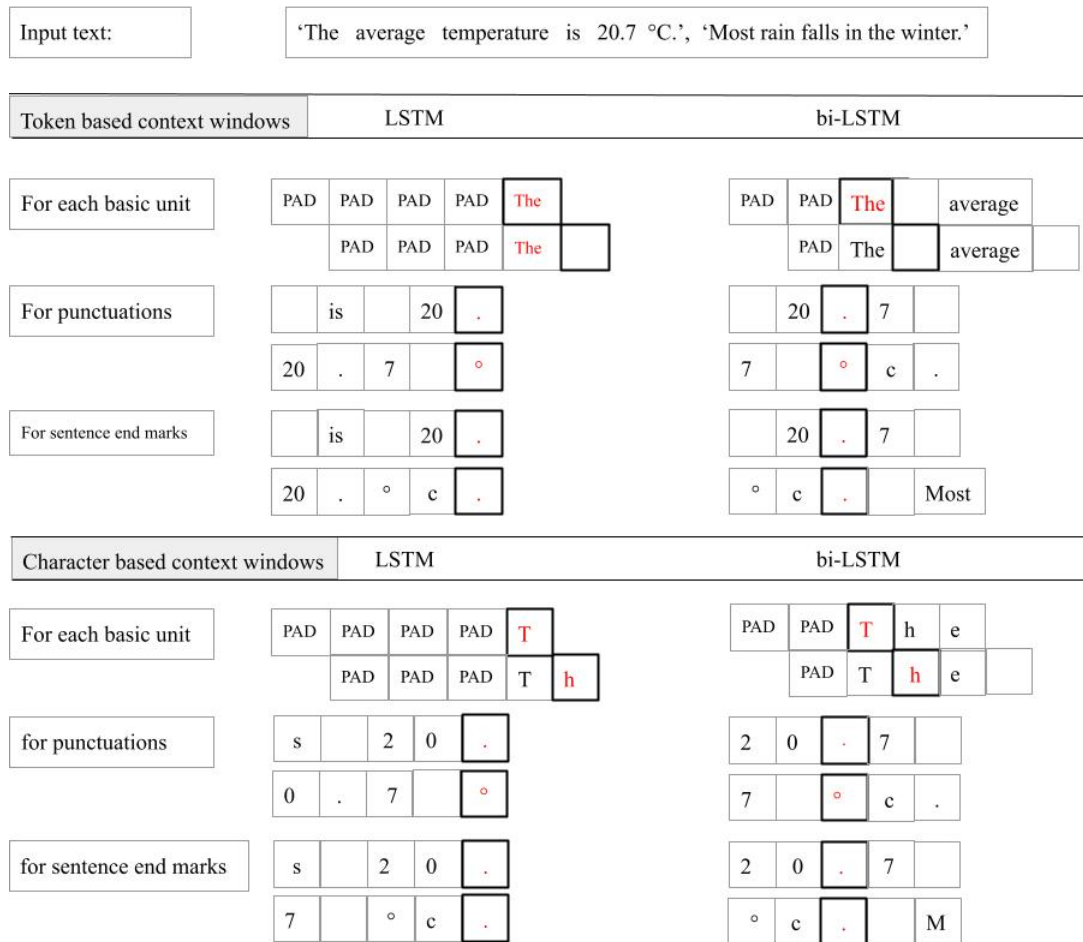 Input text: ‘The average temperature is 20.7 °C.’, ‘Most rain falls in the winter.’
Token based context windows LSTM bi-LSTM
For each basic unit PAD PAD PAD PAD The PAD PAD The average
PAD PAD PAD The PAD The average
For punctuations is 20 . 20 . 7
20 . 7 ° 7 ° c .
For sentence end marks is 20 . 20 . 7
20 . ° c . ° c . Most
Character based context windows LSTM bi-LSTM
For each basic unit PAD PAD PAD PAD T PAD PAD T h e
PAD PAD PAD T h PAD T h e
for punctuations s 2 0 . 2 0 . 7
0 . 7 ° 7 ° c .
for sentence end marks s 2 0 . 2 0 . 7
7 ° c . ° c . M